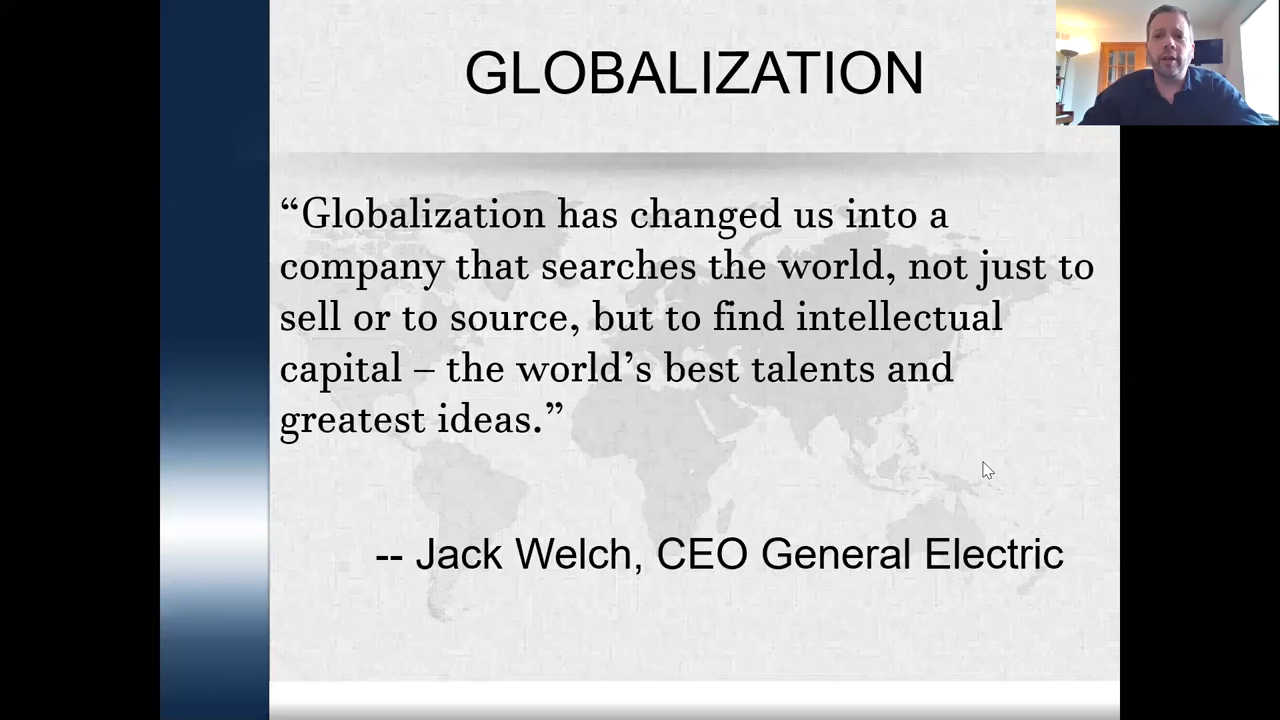 GLOBALIZATION
“Globalization has changed us into a
company that searches the world, not just to
sell or to source, but to find intellectual
capital – the world’s best talents and
greatest ideas.”
-- Jack Welch, CEO General Electric